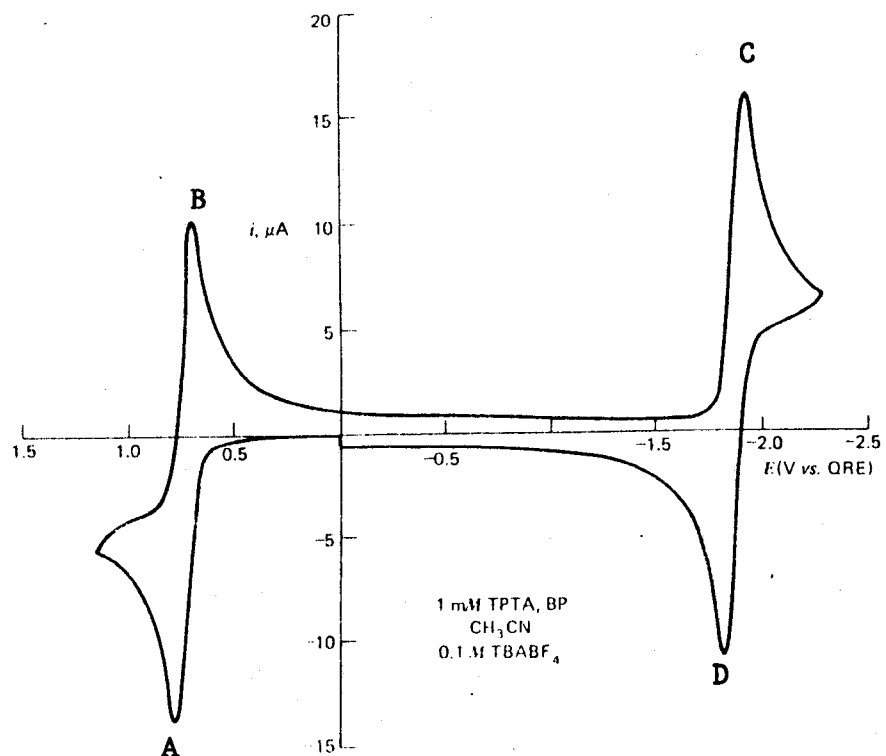 20
C
15
B
i, μA
10
5
1.5
1.0
0.5
-0.5
-1.5
-2.0
-2.5
E(V vs. QRE)
-5
1 mM TPTA, BP
CH₃CN
0.1 M TBABF₄
-10
D
-15
A